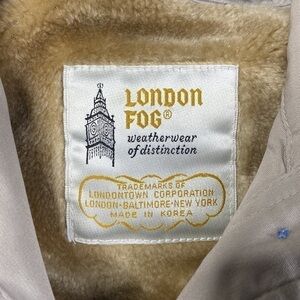 LONDON
FOG®
weatherwear
of distinction
TRADEMARKS OF
LONDONTOWN CORPORATION
LONDON·BALTIMORE·NEW YORK
MADE IN KOREA